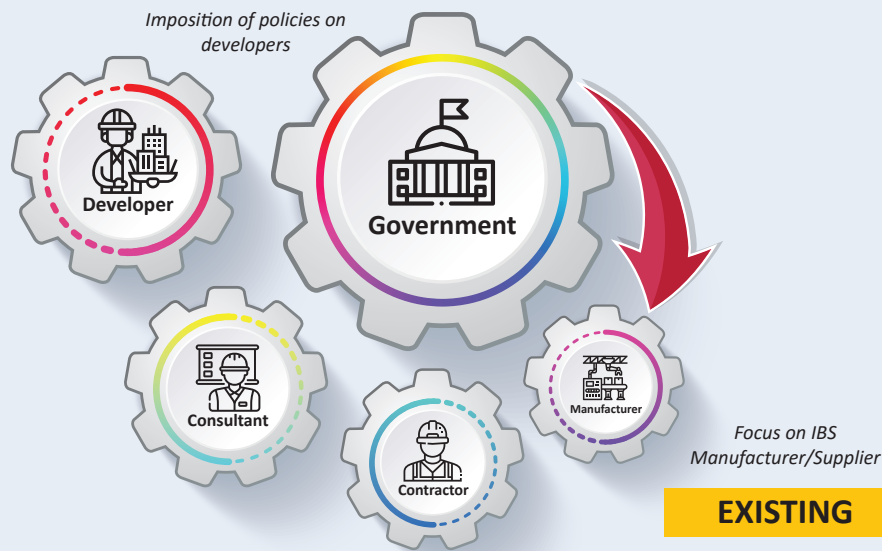 Imposition of policies on
developers
Developer
Government
Consultant
Contractor
Manufacturer
Focus on IBS
Manufacturer/Supplier
EXISTING